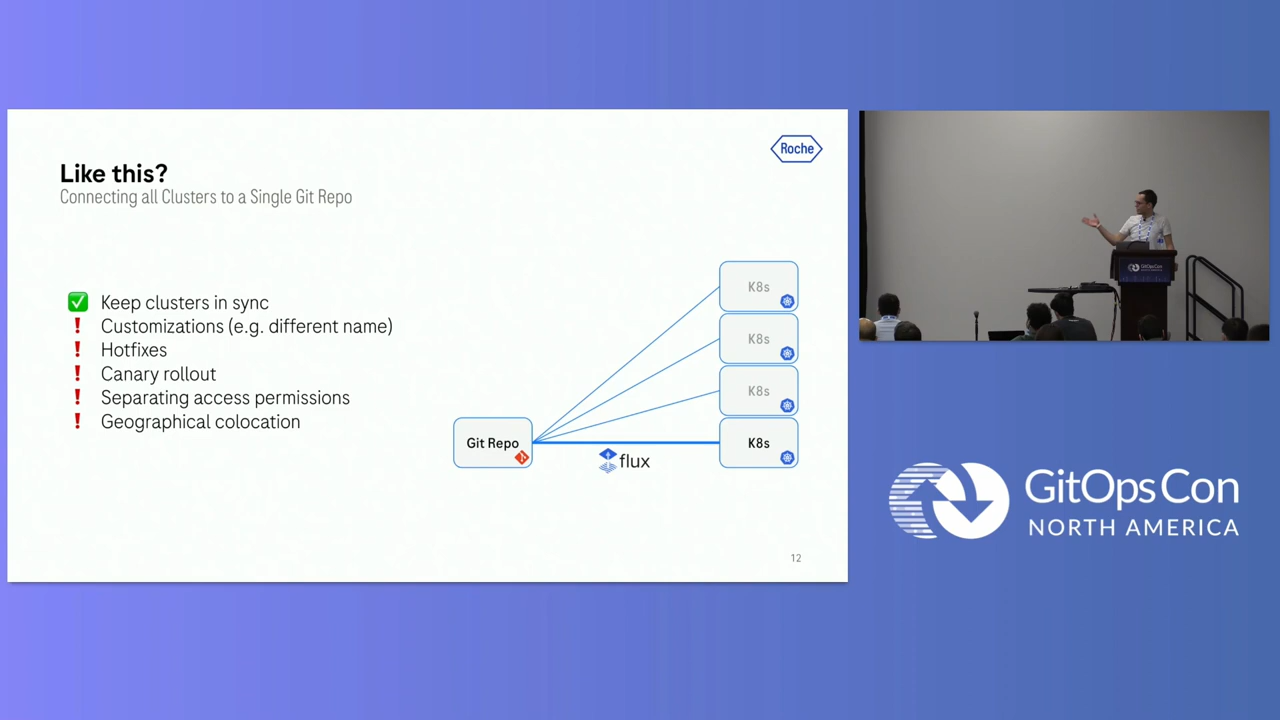 Like this?
Connecting all Clusters to a Single Git Repo
Roche
Keep clusters in sync
Customizations (e.g. different name)
Hotfixes
Canary rollout
Separating access permissions
Geographical colocation
K8s
K8s
K8s
K8s
Git Repo
flux
12
GitOpsCon
GitOpsCon
NORTH AMERICA